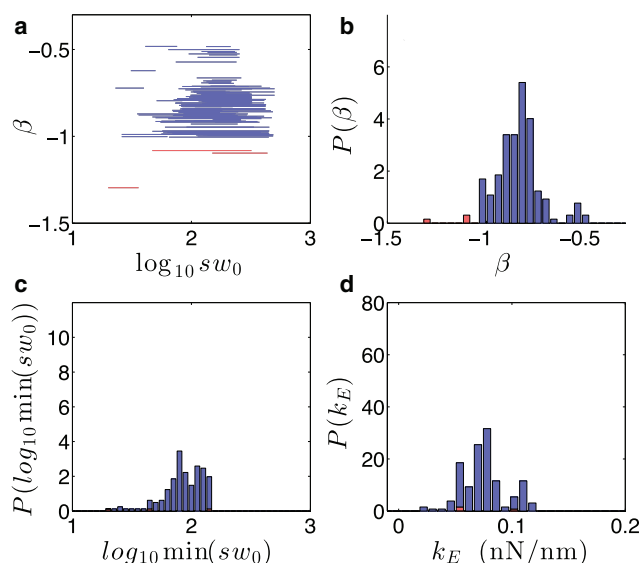 a
−0.5
−1
−1.5
β
1 2 3
log₁₀ sw₀
b
6
4
2
0
P(β)
−1.5 −1 −0.5
β
c
10
8
6
4
2
0
P(log₁₀ min(sw₀))
1 2 3
log₁₀ min(sw₀)
d
80
60
40
20
0
P(k_E)
0 0.1 0.2
k_E (nN/nm)